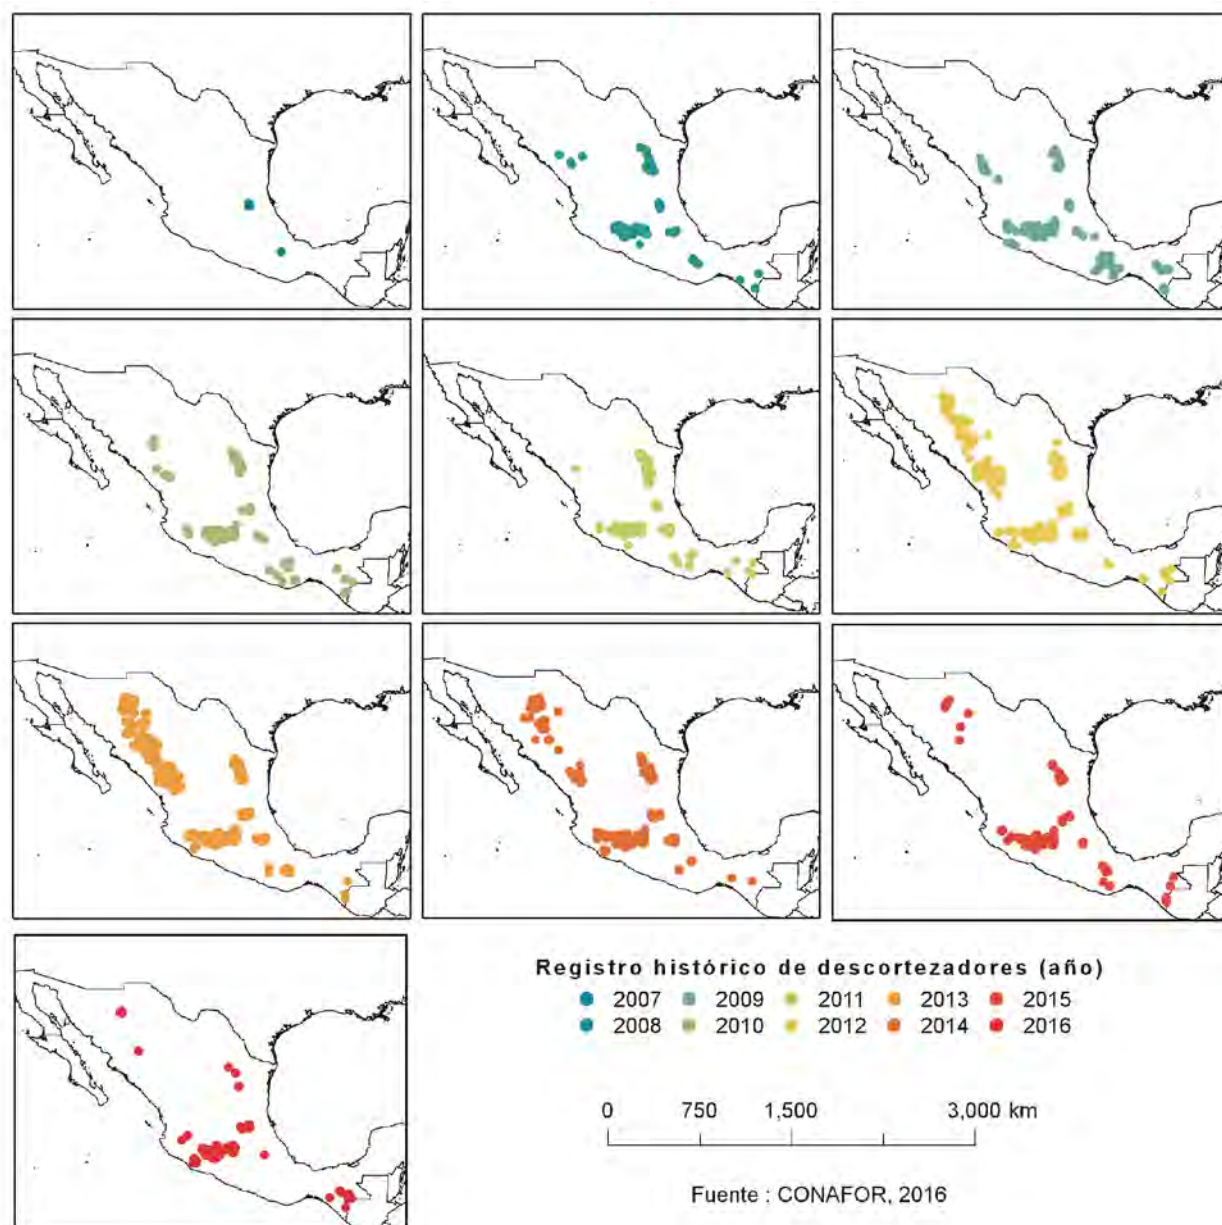 Registro histórico de descortezadores (año)
2007 2009 2011 2013 2015
2008 2010 2012 2014 2016
0 750 1,500 3,000 km
Fuente : CONAFOR, 2016